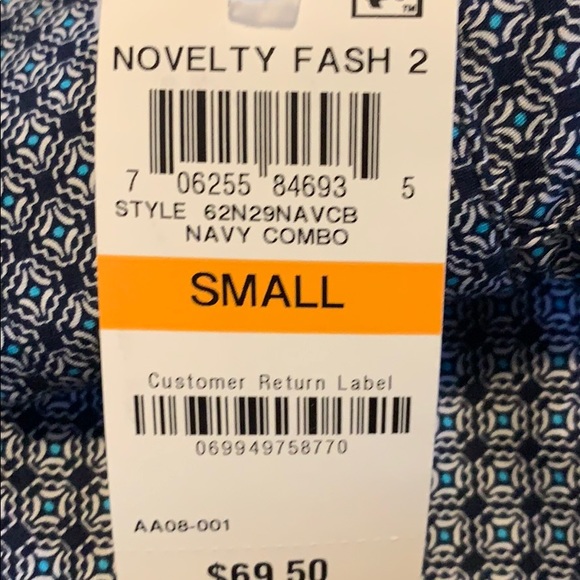 TM
NOVELTY FASH 2
7 06255 84693 5
STYLE 62N29NAVCB
NAVY COMBO
SMALL
Customer Return Label
069949758770
AA08-001
$69.50